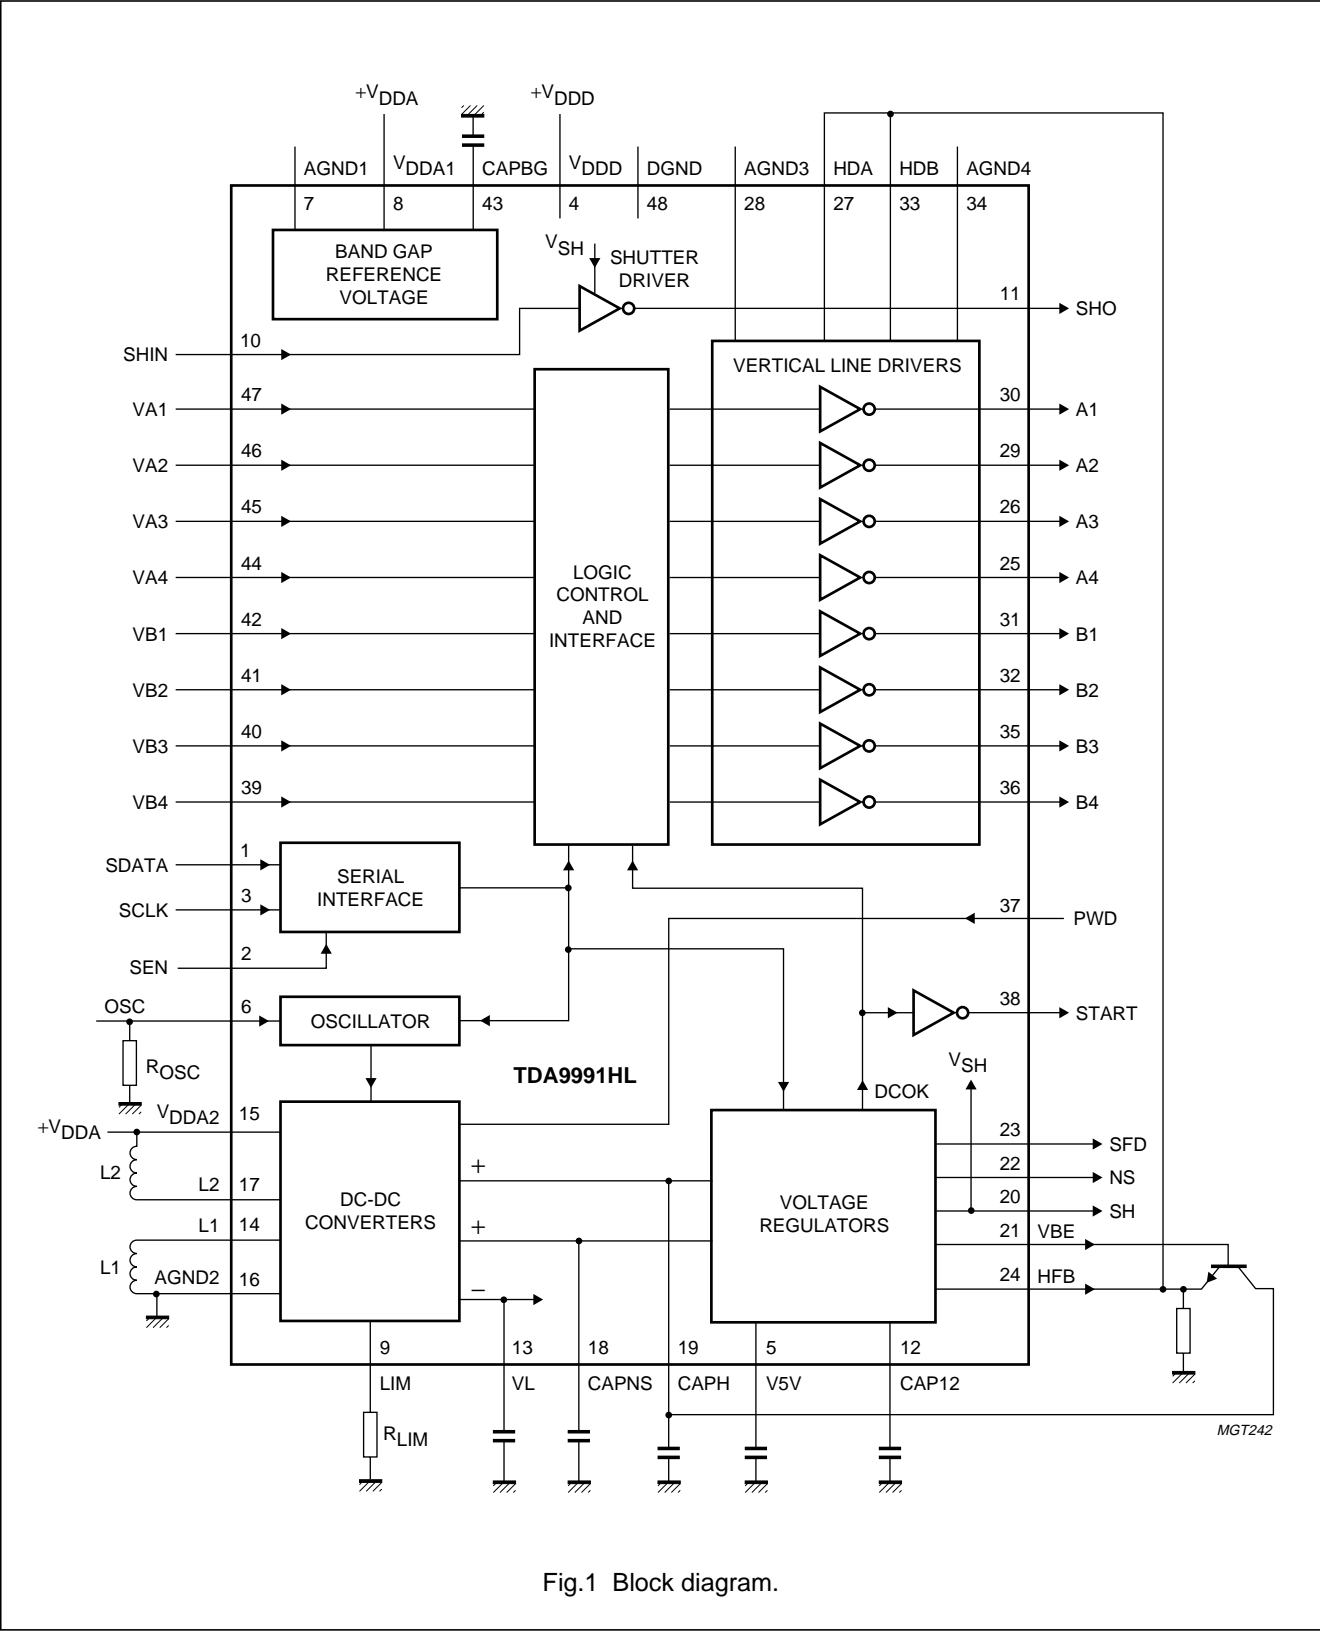 +VDDA
+VDDD
AGND1
VDDA1
CAPBG
VDDD
DGND
AGND3
HDA
HDB
AGND4
7
8
43
4
48
28
27
33
34
BAND GAP
REFERENCE
VOLTAGE
VSH
SHUTTER
DRIVER
11
SHO
SHIN
10
VERTICAL LINE DRIVERS
VA1
47
30
A1
VA2
46
29
A2
VA3
45
26
A3
VA4
44
25
A4
LOGIC
CONTROL
AND
INTERFACE
VB1
42
31
B1
VB2
41
32
B2
VB3
40
35
B3
VB4
39
36
B4
SDATA
1
SERIAL
INTERFACE
SCLK
3
37
PWD
SEN
2
OSC
6
OSCILLATOR
38
START
ROSC
TDA9991HL
VSH
DCOK
+VDDA
VDDA2
15
L2
L2
17
L1
14
L1
AGND2
16
DC-DC
CONVERTERS
+
+
−
VOLTAGE
REGULATORS
23
SFD
22
NS
20
SH
21
VBE
24
HFB
9
13
18
19
5
12
LIM
VL
CAPNS
CAPH
V5V
CAP12
RLIM
MGT242
Fig.1 Block diagram.